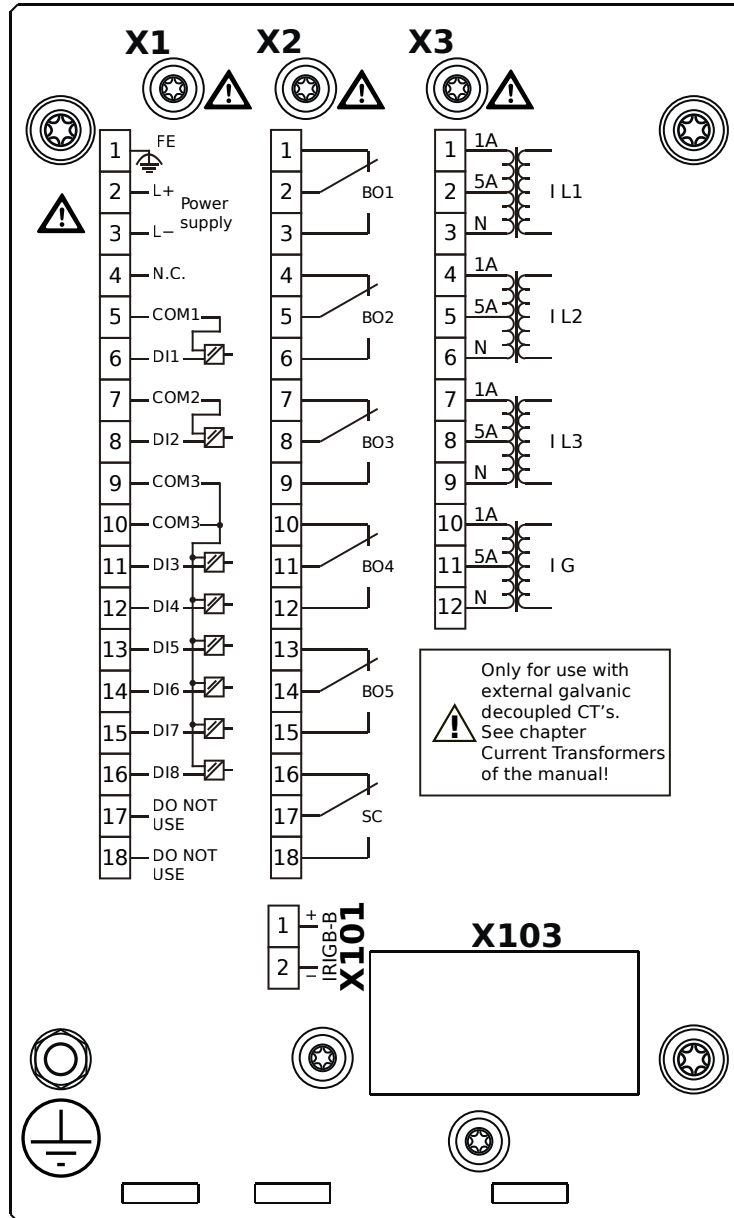 X1 X2 X3
1 FE
2 L+
Power
supply
3 L−
4 N.C.
5 COM1
6 DI1
7 COM2
8 DI2
9 COM3
10 COM3
11 DI3
12 DI4
13 DI5
14 DI6
15 DI7
16 DI8
17 DO NOT
USE
18 DO NOT
USE
1
2 BO1
3
4
5 BO2
6
7
8 BO3
9
10
11 BO4
12
13
14 BO5
15
16
17 SC
18
1 1A
2 5A I L1
3 N
4 1A
5 5A I L2
6 N
7 1A
8 5A I L3
9 N
10 1A
11 5A I G
12 N
Only for use with
external galvanic
decoupled CT’s.
See chapter
Current Transformers
of the manual!
1 +
2 −
IRIGB-B
X101
X103